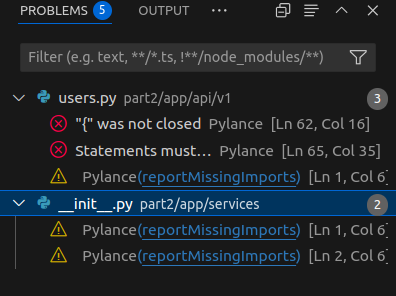 PROBLEMS 5 OUTPUT
Filter (e.g. text, **/*.ts, !**/node_modules/**)
users.py part2/app/api/v1 3
"{" was not closed Pylance [Ln 62, Col 16]
Statements must... Pylance [Ln 65, Col 35]
Pylance(reportMissingImports) [Ln 1, Col 6]
__init__.py part2/app/services 2
Pylance(reportMissingImports) [Ln 1, Col 6]
Pylance(reportMissingImports) [Ln 2, Col 6]